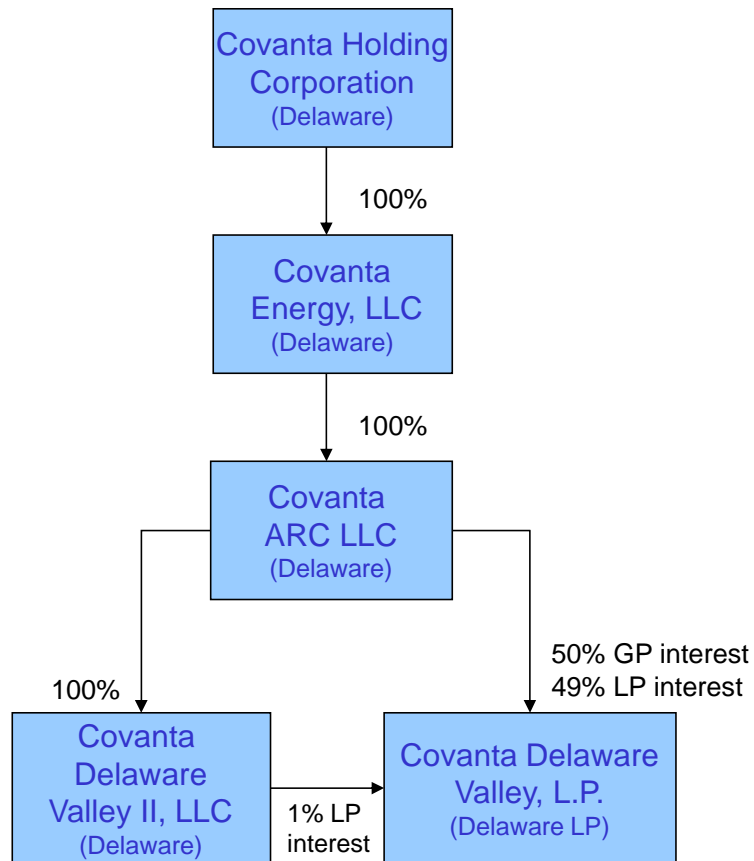 Covanta Holding
Corporation
(Delaware)
100%
Covanta
Energy, LLC
(Delaware)
100%
Covanta
ARC LLC
(Delaware)
50% GP interest
49% LP interest
100%
Covanta
Delaware
Valley II, LLC
(Delaware)
1% LP
interest
Covanta Delaware
Valley, L.P.
(Delaware LP)